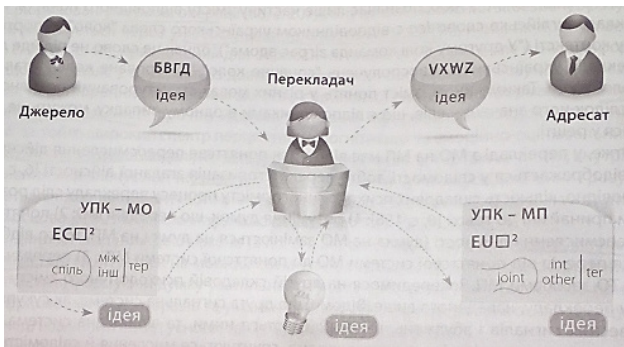 Джерело
БВГД
ідея
Перекладач
VXWZ
ідея
Адресат
УПК – МО
ЕС□²
спіль
між
інш
тер
ідея
ідея
УПК – МП
EU□²
joint
int
other
ter
ідея